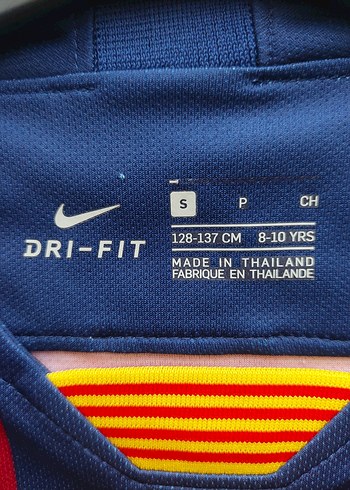 S P CH
128-137 CM 8-10 YRS
DRI-FIT
MADE IN THAILAND
FABRIQUE EN THAILANDE